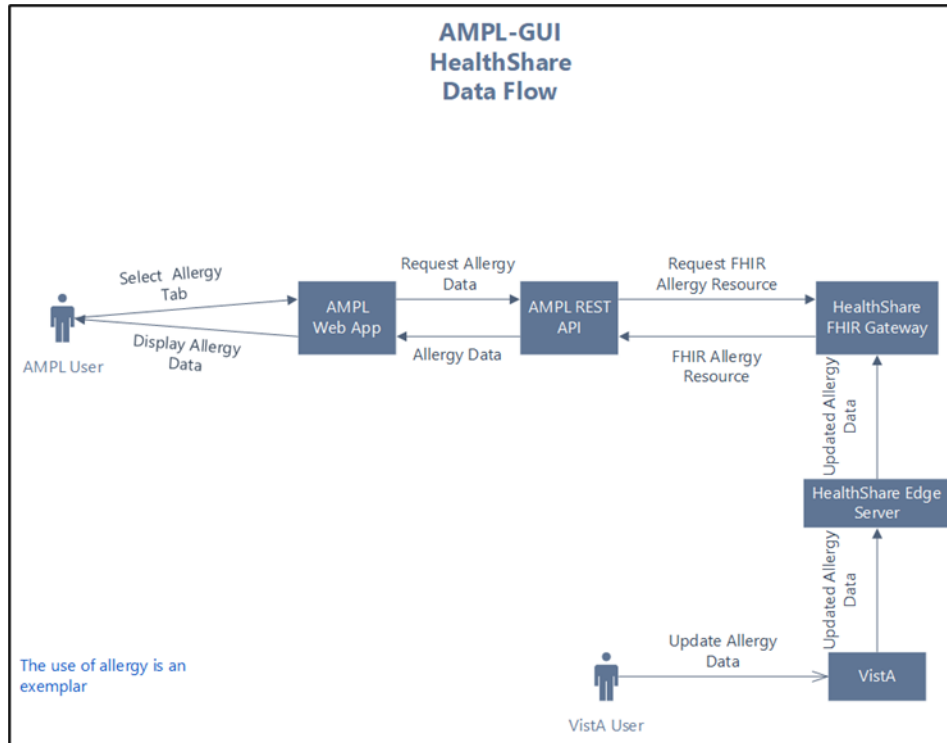 AMPL-GUI
HealthShare
Data Flow
Select Allergy
Tab
Request Allergy
Data
Request FHIR
Allergy Resource
AMPL
Web App
AMPL REST
API
HealthShare
FHIR Gateway
AMPL User
Display Allergy
Data
Allergy Data
FHIR Allergy
Resource
Updated Allergy
Data
HealthShare Edge
Server
Updated Allergy
Data
The use of allergy is an
exemplar
Update Allergy
Data
VistA
VistA User